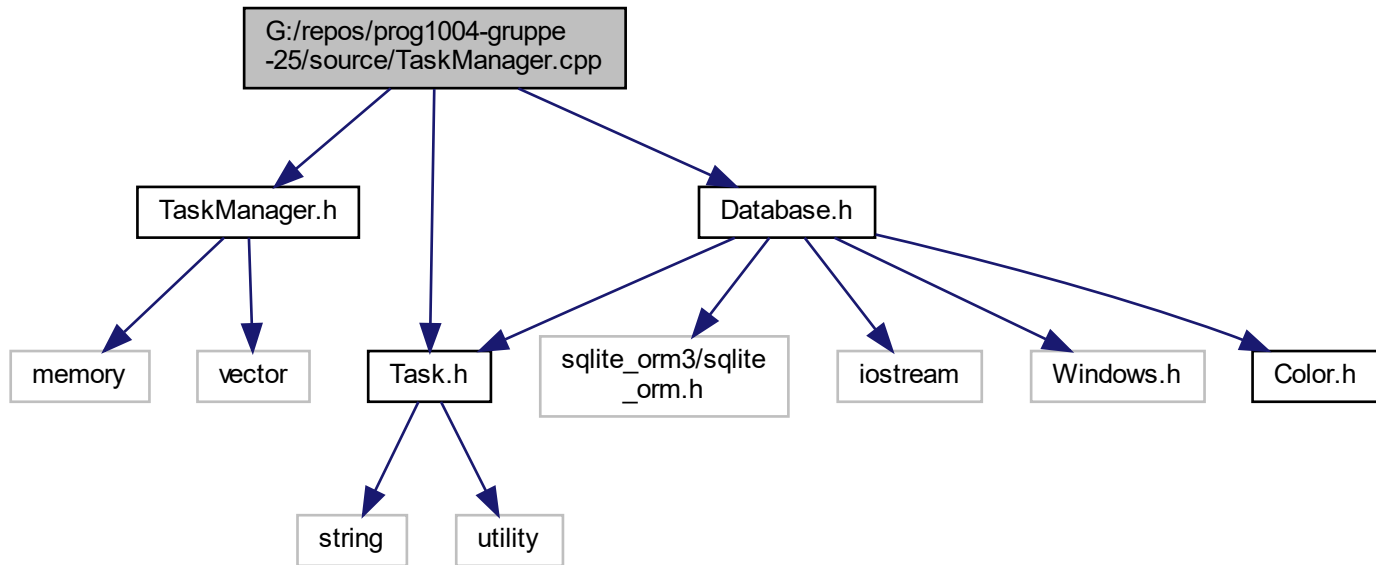 G:/repos/prog1004-gruppe
-25/source/TaskManager.cpp
TaskManager.h
Database.h
memory
vector
Task.h
sqlite_orm3/sqlite
_orm.h
iostream
Windows.h
Color.h
string
utility